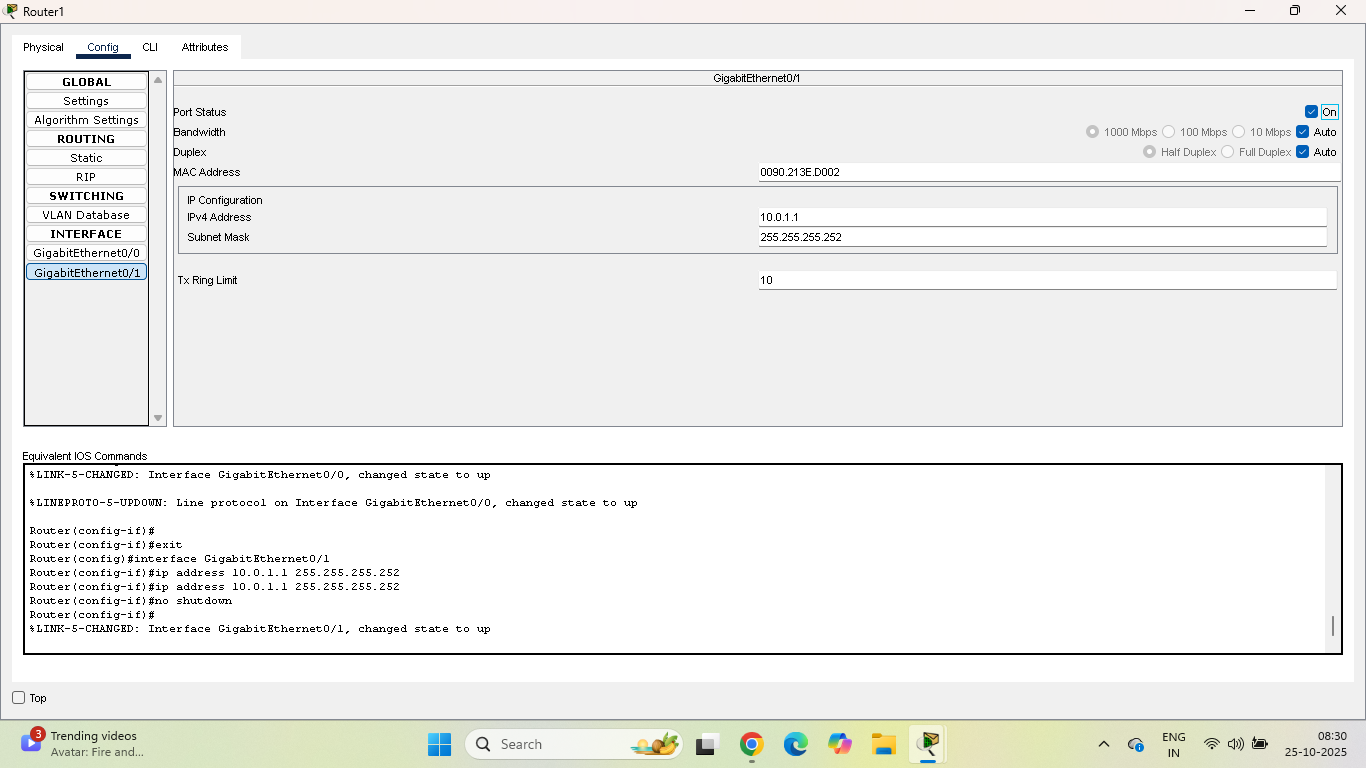 Router1
Physical Config CLI Attributes
GLOBAL
Settings
Algorithm Settings
ROUTING
Static
RIP
SWITCHING
VLAN Database
INTERFACE
GigabitEthernet0/0
GigabitEthernet0/1
GigabitEthernet0/1
Port Status On
Bandwidth 1000 Mbps 100 Mbps 10 Mbps Auto
Duplex Half Duplex Full Duplex Auto
MAC Address 0090.213E.D002
IP Configuration
IPv4 Address 10.0.1.1
Subnet Mask 255.255.255.252
Tx Ring Limit 10
Equivalent IOS Commands
%LINK-5-CHANGED: Interface GigabitEthernet0/0, changed state to up
%LINEPROTO-5-UPDOWN: Line protocol on Interface GigabitEthernet0/0, changed state to up
Router(config-if)#
Router(config-if)#exit
Router(config)#interface GigabitEthernet0/1
Router(config-if)#ip address 10.0.1.1 255.255.255.252
Router(config-if)#ip address 10.0.1.1 255.255.255.252
Router(config-if)#no shutdown
Router(config-if)#
%LINK-5-CHANGED: Interface GigabitEthernet0/1, changed state to up
Top
3
Trending videos
Avatar: Fire and...
Search
ENG
IN
08:30
25-10-2025